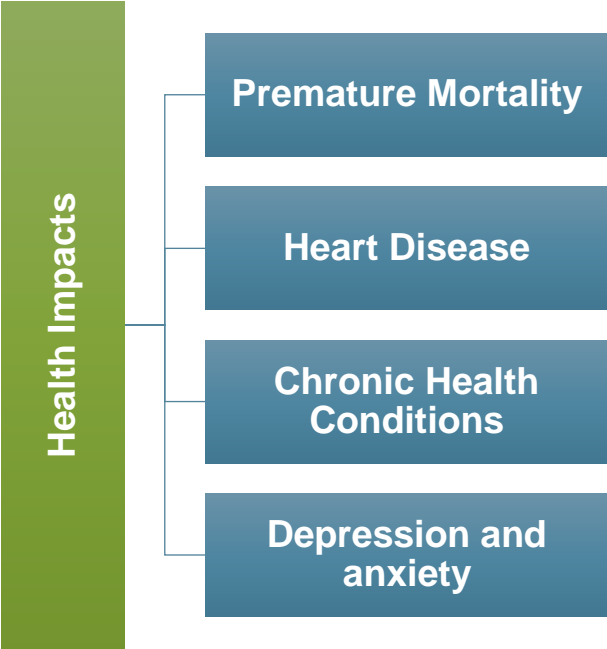 Health Impacts
Premature Mortality
Heart Disease
Chronic Health
Conditions
Depression and
anxiety